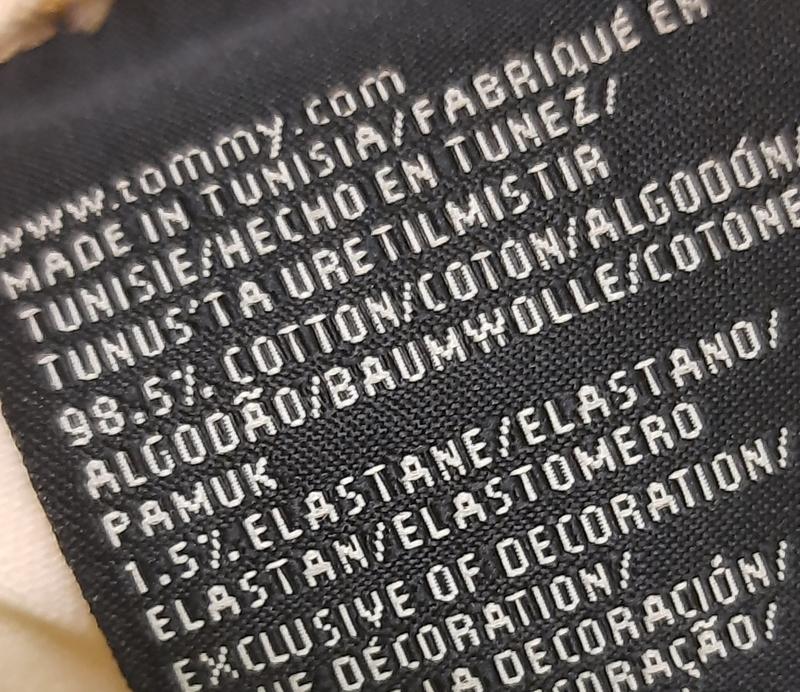 www.tommy.com
MADE IN TUNISIA/FABRIQUÉ EN
TUNISIE/HECHO EN TUNEZ/
TUNUS'TA URETILMISTIR
98.5% COTTON/COTON/ALGODÓN/
ALGODÃO/BAUMWOLLE/COTONE
PAMUK
1.5% ELASTANE/ELASTANO/
ELASTAN/ELASTOMERO
EXCLUSIVE OF DECORATION/
DÉCORATION/
LA DECORACIÓN/